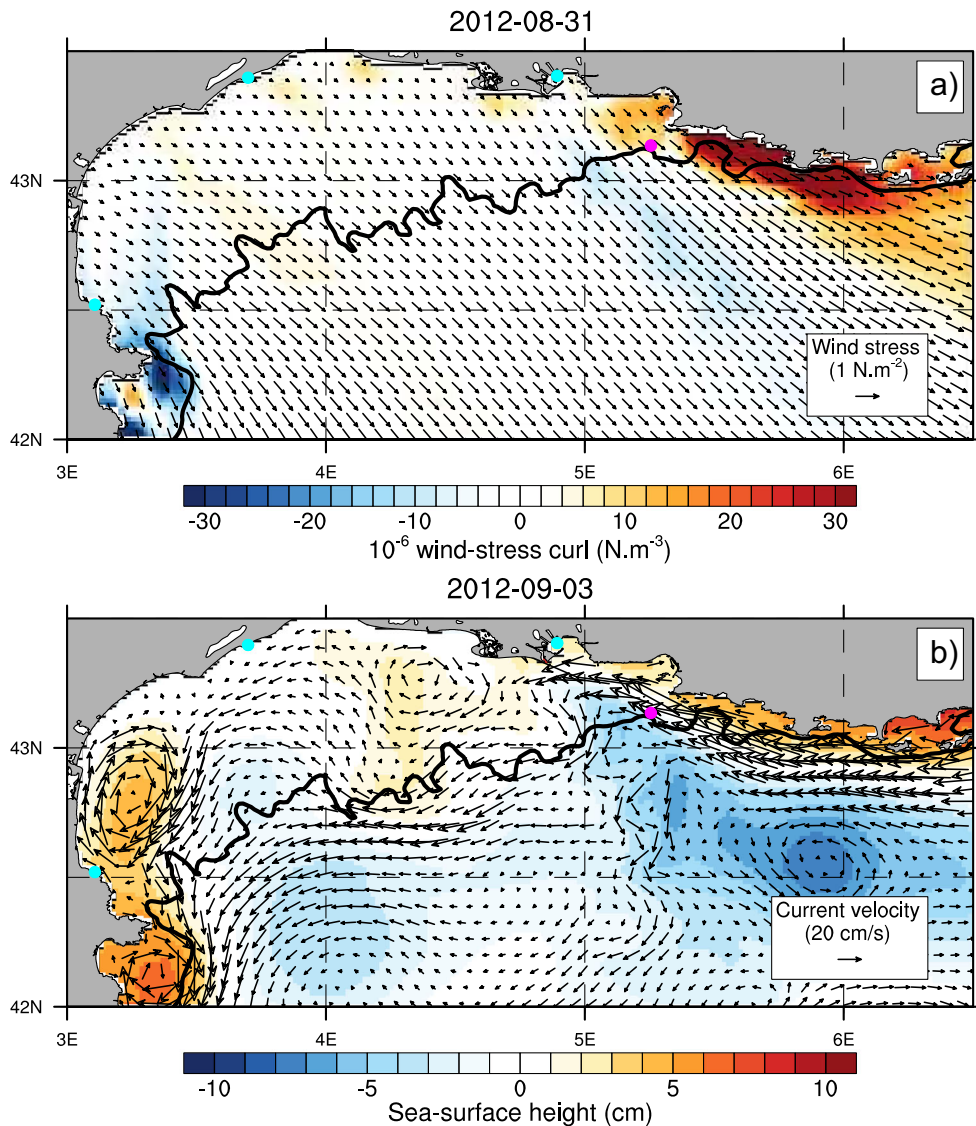 2012-08-31
a)
43N
42N
Wind stress
(1 N.m⁻²)
3E 4E 5E 6E
-30 -20 -10 0 10 20 30
10⁻⁶ wind-stress curl (N.m⁻³)
2012-09-03
b)
43N
42N
Current velocity
(20 cm/s)
3E 4E 5E 6E
-10 -5 0 5 10
Sea-surface height (cm)